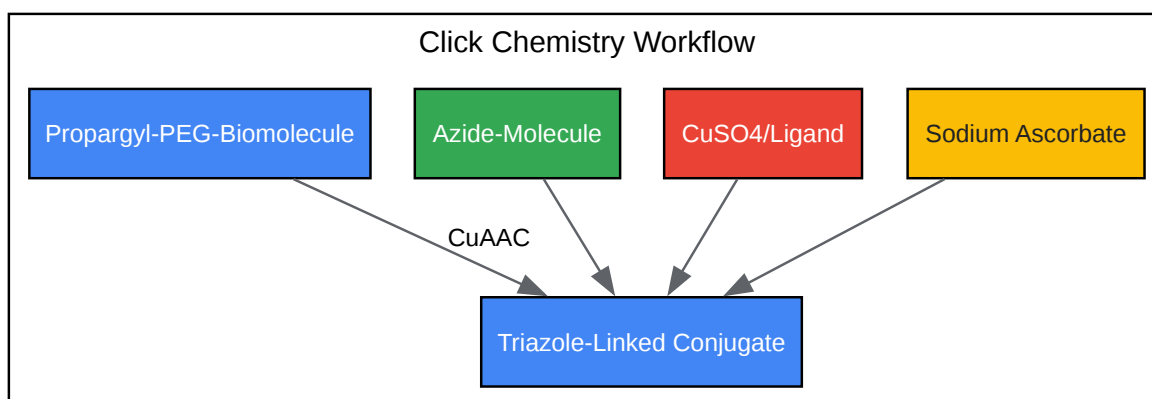 Click Chemistry Workflow
Propargyl-PEG-Biomolecule
Azide-Molecule
CuSO4/Ligand
Sodium Ascorbate
CuAAC
Triazole-Linked Conjugate